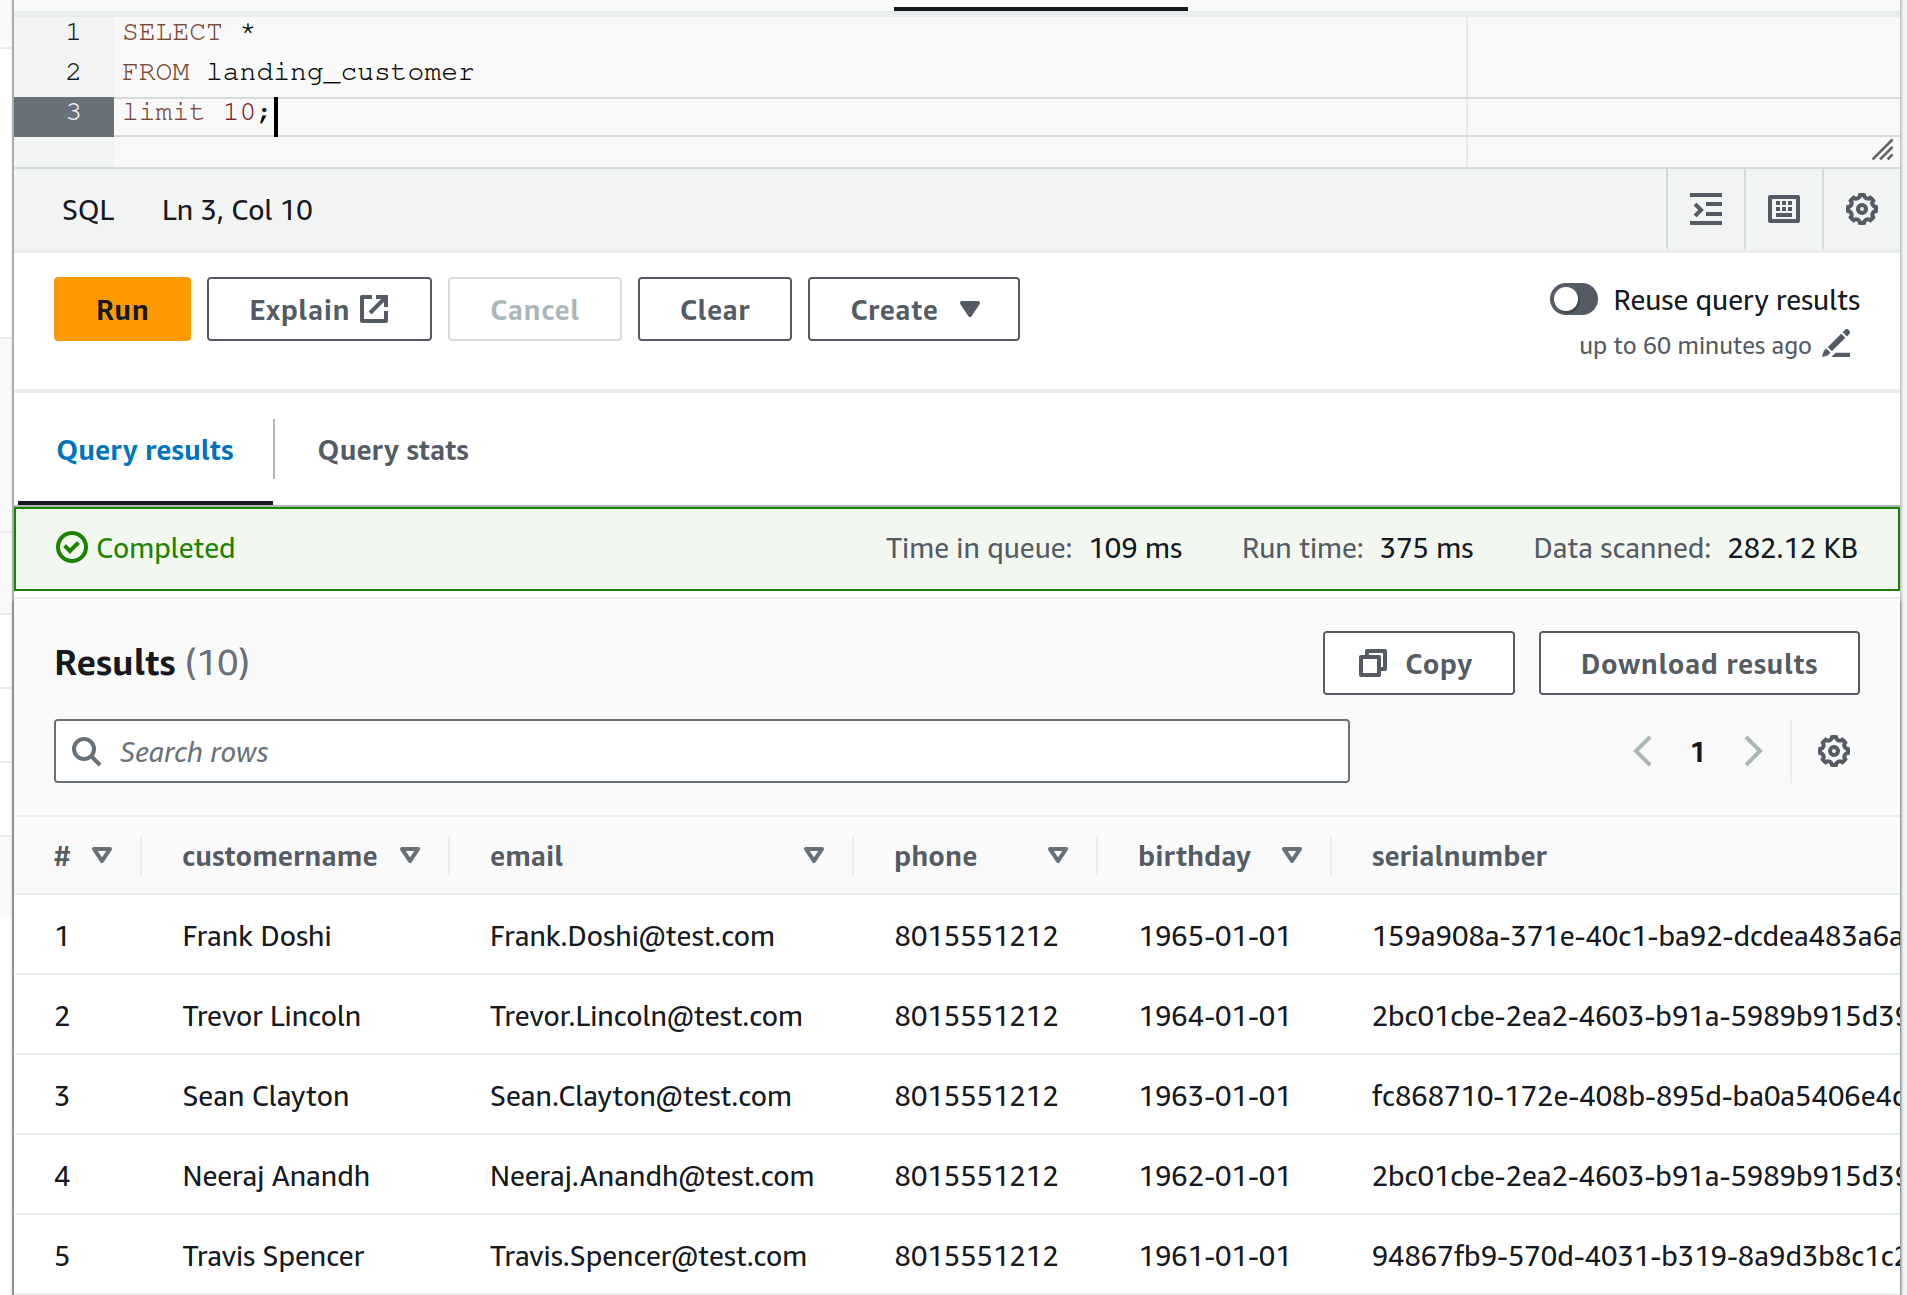 1 SELECT *
2 FROM landing_customer
3 limit 10;
SQL Ln 3, Col 10
Run Explain Cancel Clear Create Reuse query results
up to 60 minutes ago
Query results Query stats
Completed Time in queue: 109 ms Run time: 375 ms Data scanned: 282.12 KB
Results (10) Copy Download results
Search rows 1
# customername email phone birthday serialnumber
1 Frank Doshi Frank.Doshi@test.com 8015551212 1965-01-01 159a908a-371e-40c1-ba92-dcdea483a6a
2 Trevor Lincoln Trevor.Lincoln@test.com 8015551212 1964-01-01 2bc01cbe-2ea2-4603-b91a-5989b915d39
3 Sean Clayton Sean.Clayton@test.com 8015551212 1963-01-01 fc868710-172e-408b-895d-ba0a5406e4c
4 Neeraj Anandh Neeraj.Anandh@test.com 8015551212 1962-01-01 2bc01cbe-2ea2-4603-b91a-5989b915d39
5 Travis Spencer Travis.Spencer@test.com 8015551212 1961-01-01 94867fb9-570d-4031-b319-8a9d3b8c1c2